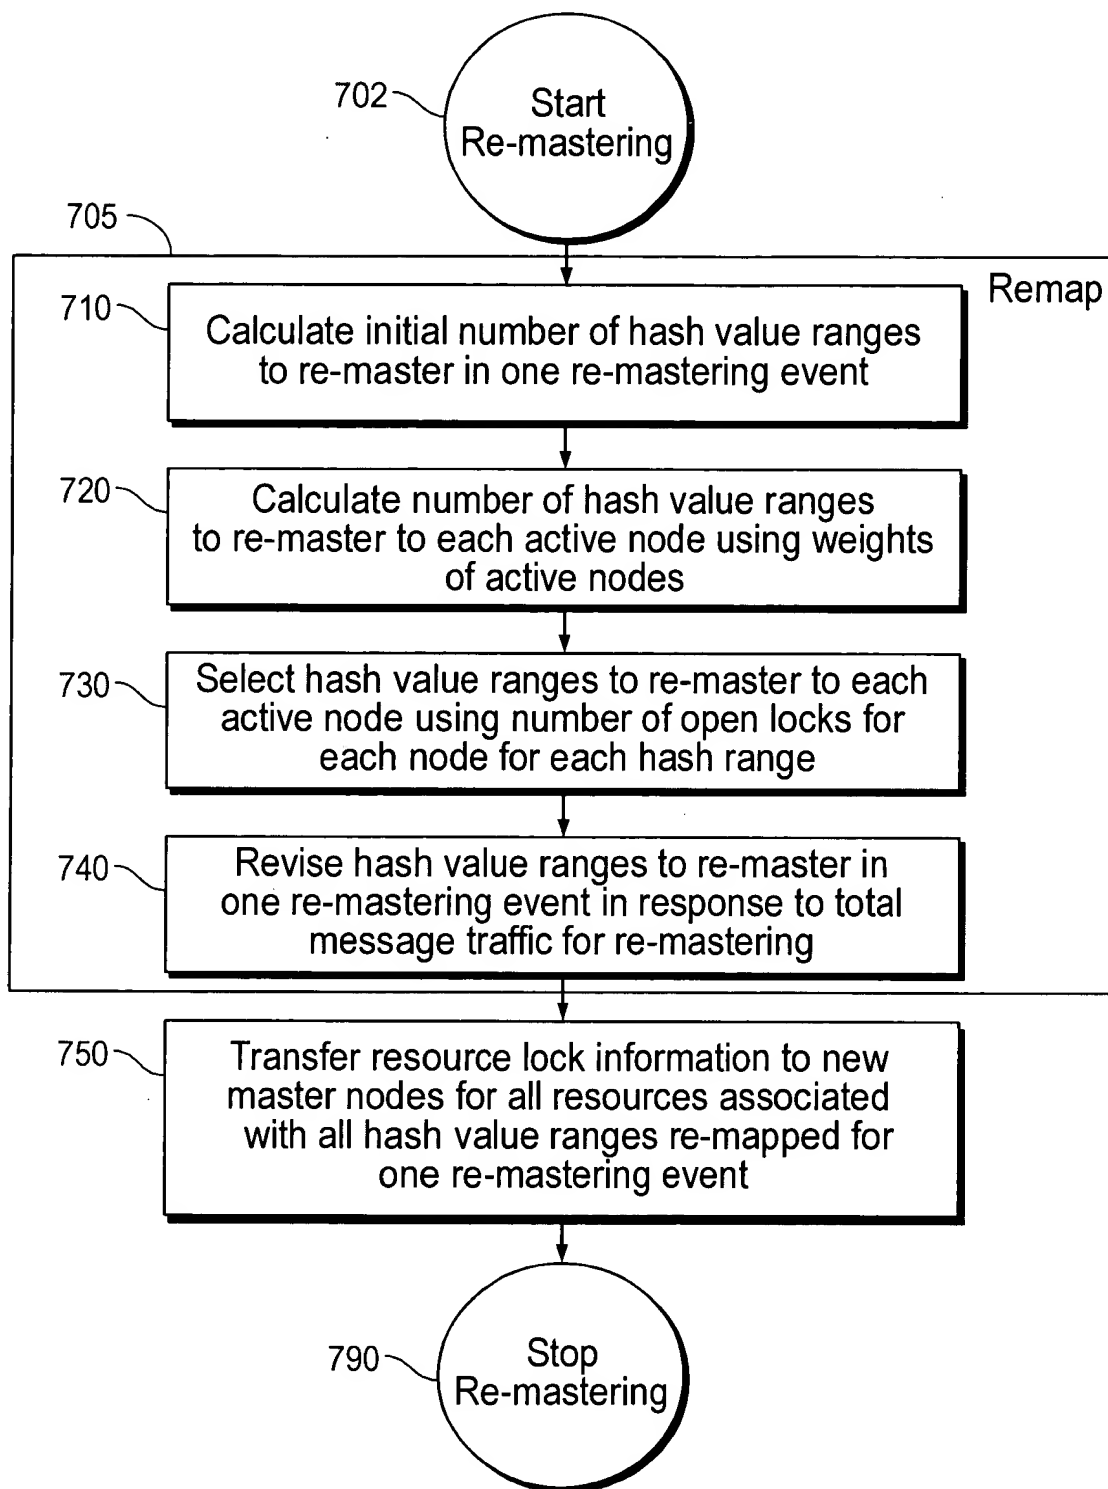 702
Start
Re-mastering
705
Remap
710
Calculate initial number of hash value ranges
to re-master in one re-mastering event
720
Calculate number of hash value ranges
to re-master to each active node using weights
of active nodes
730
Select hash value ranges to re-master to each
active node using number of open locks for
each node for each hash range
740
Revise hash value ranges to re-master in
one re-mastering event in response to total
message traffic for re-mastering
750
Transfer resource lock information to new
master nodes for all resources associated
with all hash value ranges re-mapped for
one re-mastering event
790
Stop
Re-mastering